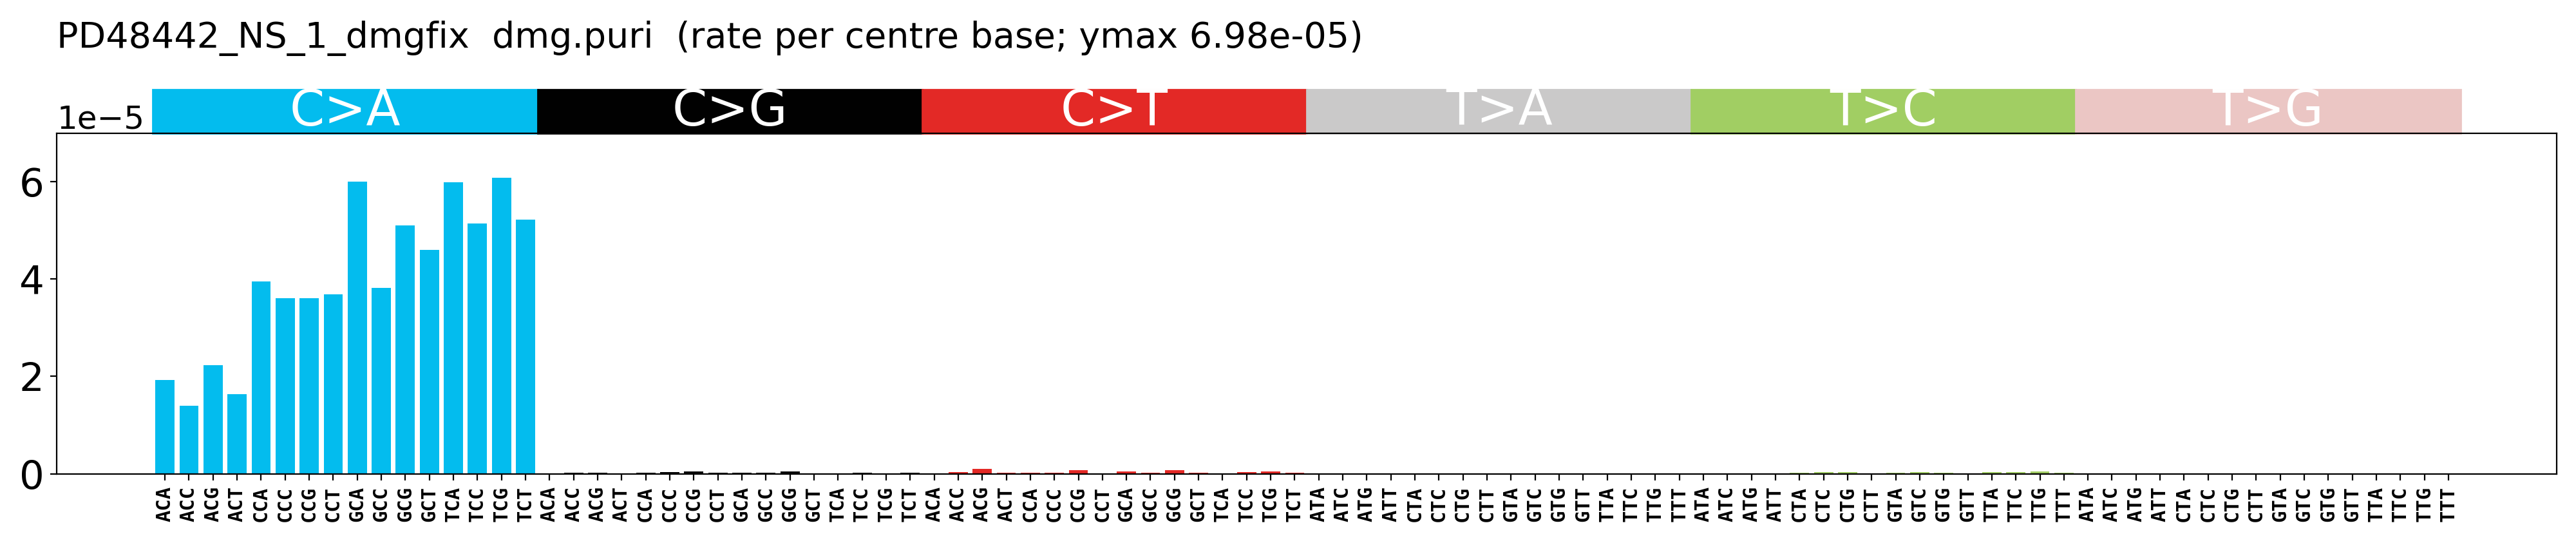 PD48442_NS_1_dmgfix dmg.puri (rate per centre base; ymax 6.98e-05)
1e−5 C>A C>G C>T T>A T>C T>G
6
4
2
0
ACA ACC ACG ACT CCA CCC CCG CCT GCA GCC GCG GCT TCA TCC TCG TCT ACA ACC ACG ACT CCA CCC CCG CCT GCA GCC GCG GCT TCA TCC TCG TCT ACA ACC ACG ACT CCA CCC CCG CCT GCA GCC GCG GCT TCA TCC TCG TCT ATA ATC ATG ATT CTA CTC CTG CTT GTA GTC GTG GTT TTA TTC TTG TTT ATA ATC ATG ATT CTA CTC CTG CTT GTA GTC GTG GTT TTA TTC TTG TTT ATA ATC ATG ATT CTA CTC CTG CTT GTA GTC GTG GTT TTA TTC TTG TTT